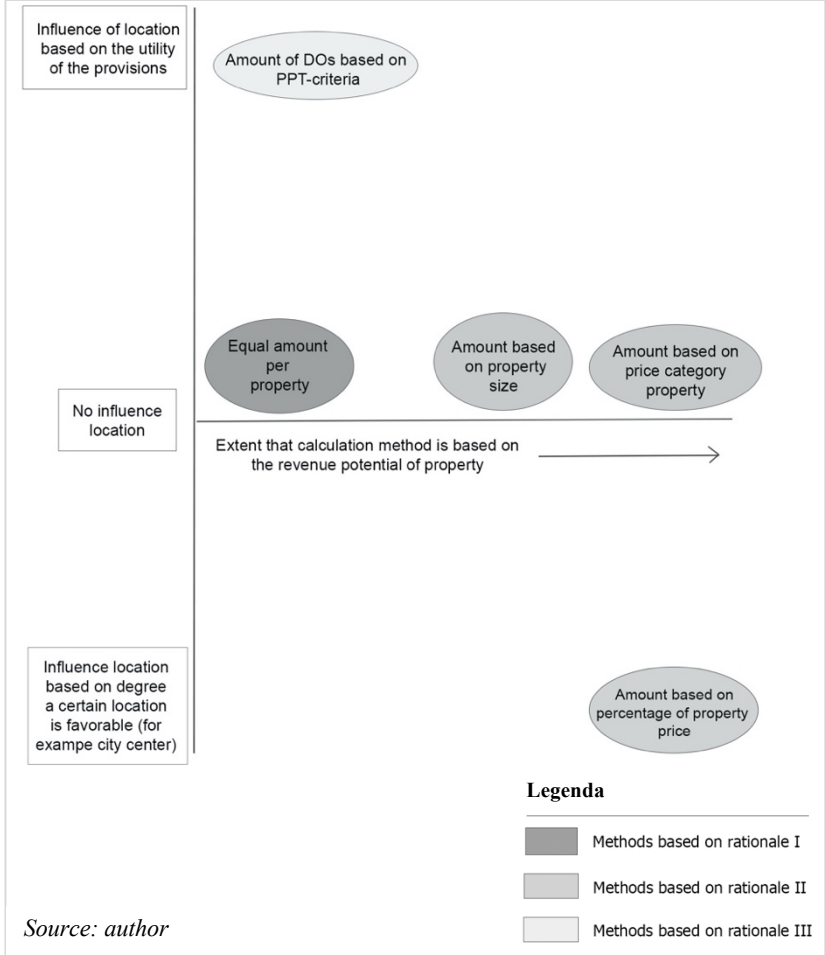 Influence of location
based on the utility
of the provisions
Amount of DOs based on
PPT-criteria
Equal amount
per
property
Amount based
on property
size
Amount based on
price category
property
No influence
location
Extent that calculation method is based on
the revenue potential of property
Influence location
based on degree
a certain location
is favorable (for
exampe city center)
Amount based on
percentage of property
price
Legenda
Methods based on rationale I
Methods based on rationale II
Methods based on rationale III
Source: author